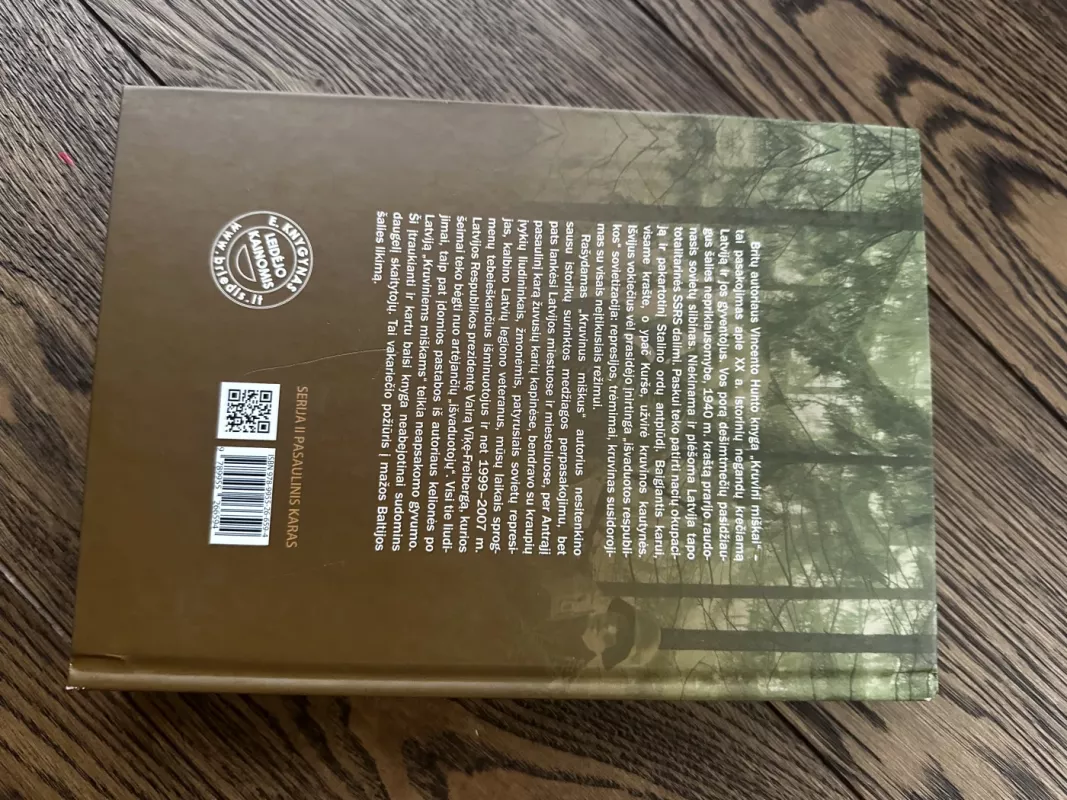 Britų autoriaus Vincento Hunto knyga „Kruvini miškai“ –
tai pasakojimas apie XX a. istorinių negandų krečiamą
Latviją ir jos gyventojus. Vos porą dešimtmečių pasidžiau-
gus šalies nepriklausomybe, 1940 m. kraštą prarijo raudo-
nasis sovietų slibinas. Niekinama ir plėšoma Latvija tapo
totalitarinės SSRS dalimi. Paskui teko patirti nacių okupaci-
ją ir pakartotinį Stalino ordų antplūdį. Baigiantis karui,
visame krašte, o ypač Kurše, užvirė kruvinos kautynės.
Išvijus vokiečius vėl prasidėjo įnirtinga „išvaduotos respubli-
kos“ sovietizacija: represijos, trėmimai, kruvinas susidoroji-
mas su visais neįtikusiais režimui.
Rašydamas „Kruvinus miškus“ autorius nesitenkino
sausu istorikų surinktos medžiagos perpasakojimu, bet
pats lankėsi Latvijos miestuose ir miesteliuose, per Antrąjį
pasaulinį karą žuvusių karių kapinėse, bendravo su kraupių
įvykių liudininkais, žmonėmis, patyrusiais sovietų represi-
jas, kalbino Latvių legiono veteranus, mūsų laikais sprog-
menų tebeieškančius išminuotojus ir net 1999–2007 m.
Latvijos Respublikos prezidentę Vairą Vīķe-Freibergą, kurios
šeimai teko bėgti nuo artėjančių „išvaduotojų“. Visi tie liudi-
jimai, taip pat įdomios pastabos iš autoriaus kelionės po
Latviją „Kruviniems miškams“ teikia neapsakomo gyvumo.
Ši įtraukianti ir kartu baisi knyga neabejotinai sudomins
daugelį skaitytojų. Tai vakariečio požiūris į mažos Baltijos
šalies likimą.
SERIJA II PASAULINIS KARAS
E. KNYGYNAS
LEIDĖJO
KAINOMIS
www.briedis.lt